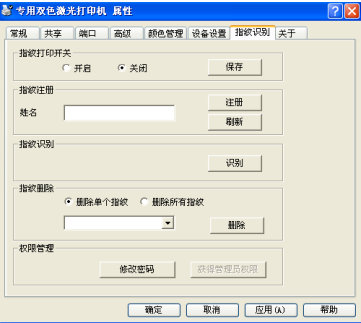 专用双色激光打印机 属性
常规 共享 端口 高级 颜色管理 设备设置 指纹识别 关于
指纹打印开关
开启 关闭 保存
指纹注册
注册
姓名
刷新
指纹识别
识别
指纹删除
删除单个指纹 删除所有指纹
删除
权限管理
修改密码 获得管理员权限
确定 取消 应用(A) 帮助